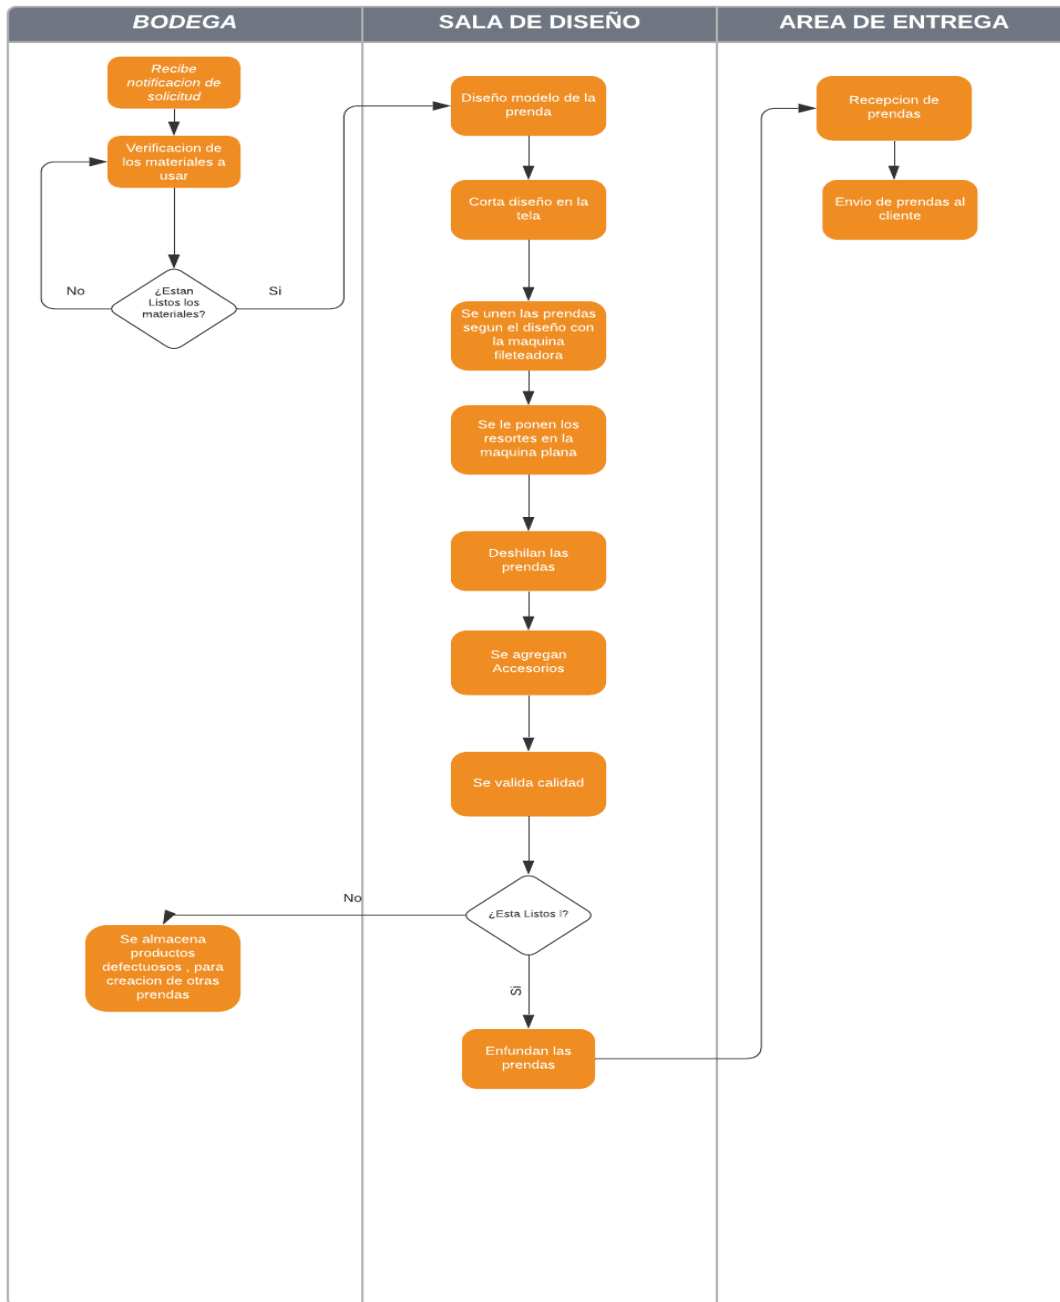 BODEGA
SALA DE DISEÑO
AREA DE ENTREGA
Recibe
notificacion de
solicitud
Verificacion de
los materiales a
usar
¿Estan
Listos los
materiales?
No
Si
Diseño modelo de la
prenda
Corta diseño en la
tela
Se unen las prendas
segun el diseño con
la maquina
fileteadora
Se le ponen los
resortes en la
maquina plana
Deshilan las
prendas
Se agregan
Accesorios
Se valida calidad
¿Esta Listos l?
No
Si
Se almacena
productos
defectuosos , para
creacion de otras
prendas
Enfundan las
prendas
Recepcion de
prendas
Envio de prendas al
cliente